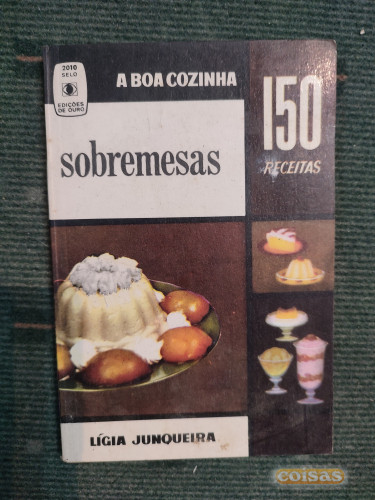 2010
SELO
EDIÇÕES
DE OURO
A BOA COZINHA
150
RECEITAS
sobremesas
LÍGIA JUNQUEIRA
coisas